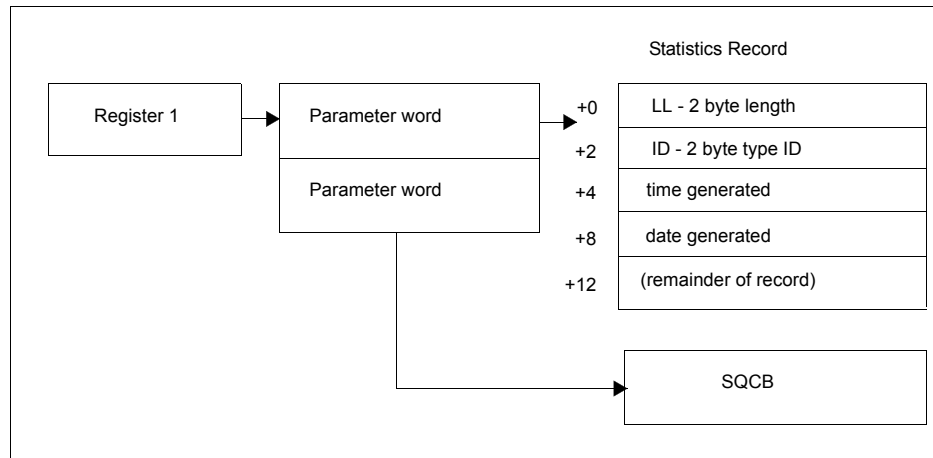 Statistics Record
Register 1
Parameter word
Parameter word
+0
LL - 2 byte length
+2
ID - 2 byte type ID
+4
time generated
+8
date generated
+12
(remainder of record)
SQCB